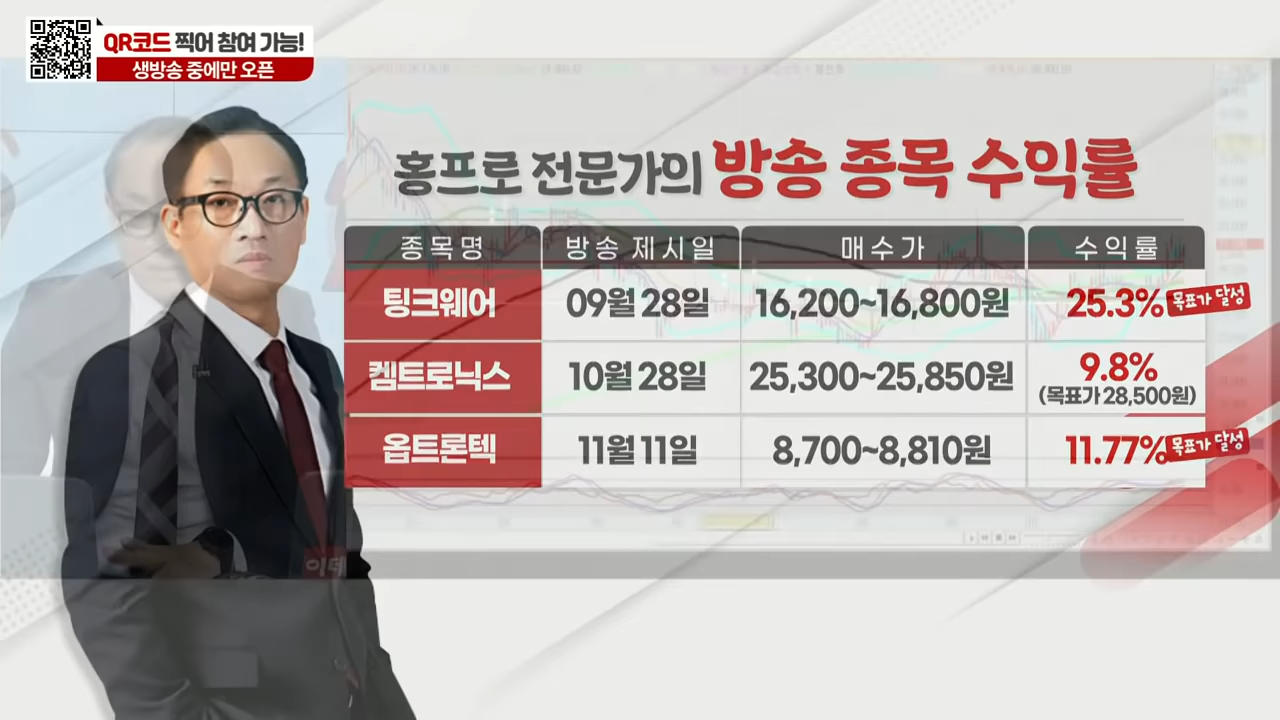 QR코드 찍어 참여 가능!
생방송 중에만 오픈
홍프로 전문가의 방송 종목 수익률
종목명 방송 제시일 매수가 수익률
팅크웨어 09월 28일 16,200~16,800원 25.3% 목표가 달성
켐트로닉스 10월 28일 25,300~25,850원 9.8%
(목표가 28,500원)
옵트론텍 11월 11일 8,700~8,810원 11.77% 목표가 달성
이데